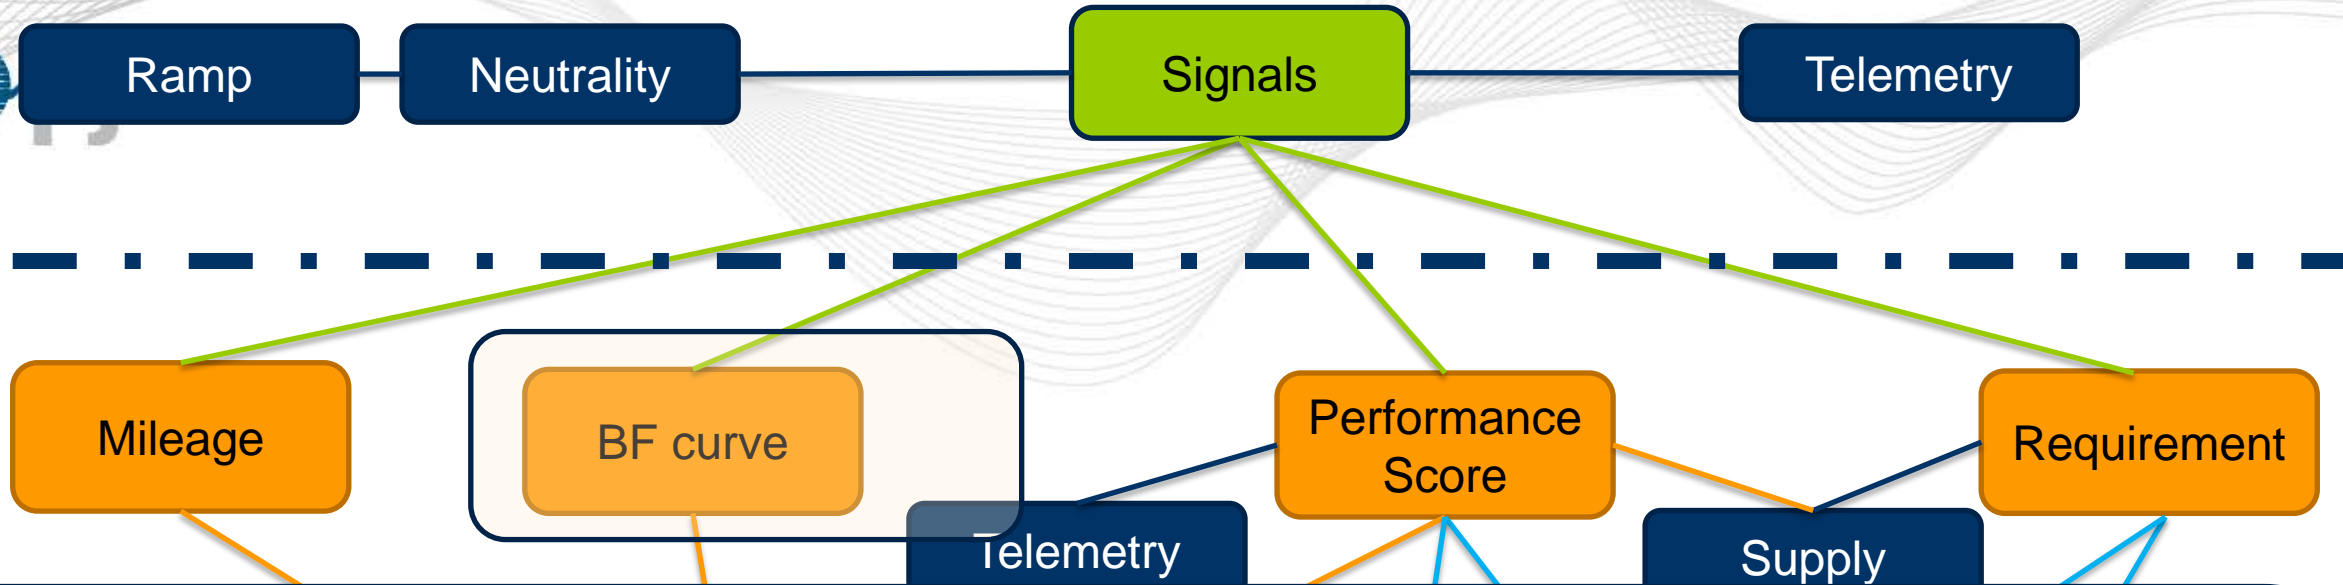 Ramp
Neutrality
Signals
Telemetry
Mileage
BF curve
Performance
Score
Requirement
Telemetry
Supply